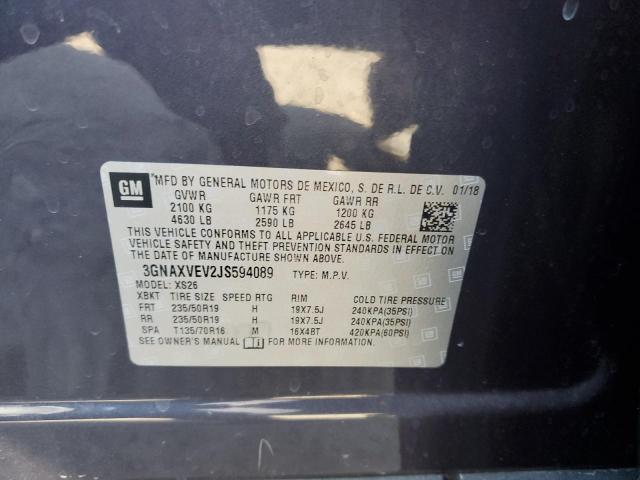 GM
MFD BY GENERAL MOTORS DE MEXICO, S. DE R.L. DE C.V. 01/18
GVWR GAWR FRT GAWR RR
2100 KG 1175 KG 1200 KG
4630 LB 2590 LB 2645 LB
THIS VEHICLE CONFORMS TO ALL APPLICABLE U.S. FEDERAL MOTOR
VEHICLE SAFETY AND THEFT PREVENTION STANDARDS IN EFFECT ON
THE DATE OF MANUFACTURE SHOWN ABOVE.
3GNAXVEV2JS594089 TYPE: M.P.V.
MODEL: XS26
XBKT TIRE SIZE SPEED RTG RIM COLD TIRE PRESSURE
FRT 235/50R19 H 19X7.5J 240KPA(35PSI)
RR 235/50R19 H 19X7.5J 240KPA(35PSI)
SPA T135/70R16 M 16X4BT 420KPA(60PSI)
SEE OWNER'S MANUAL FOR MORE INFORMATION.